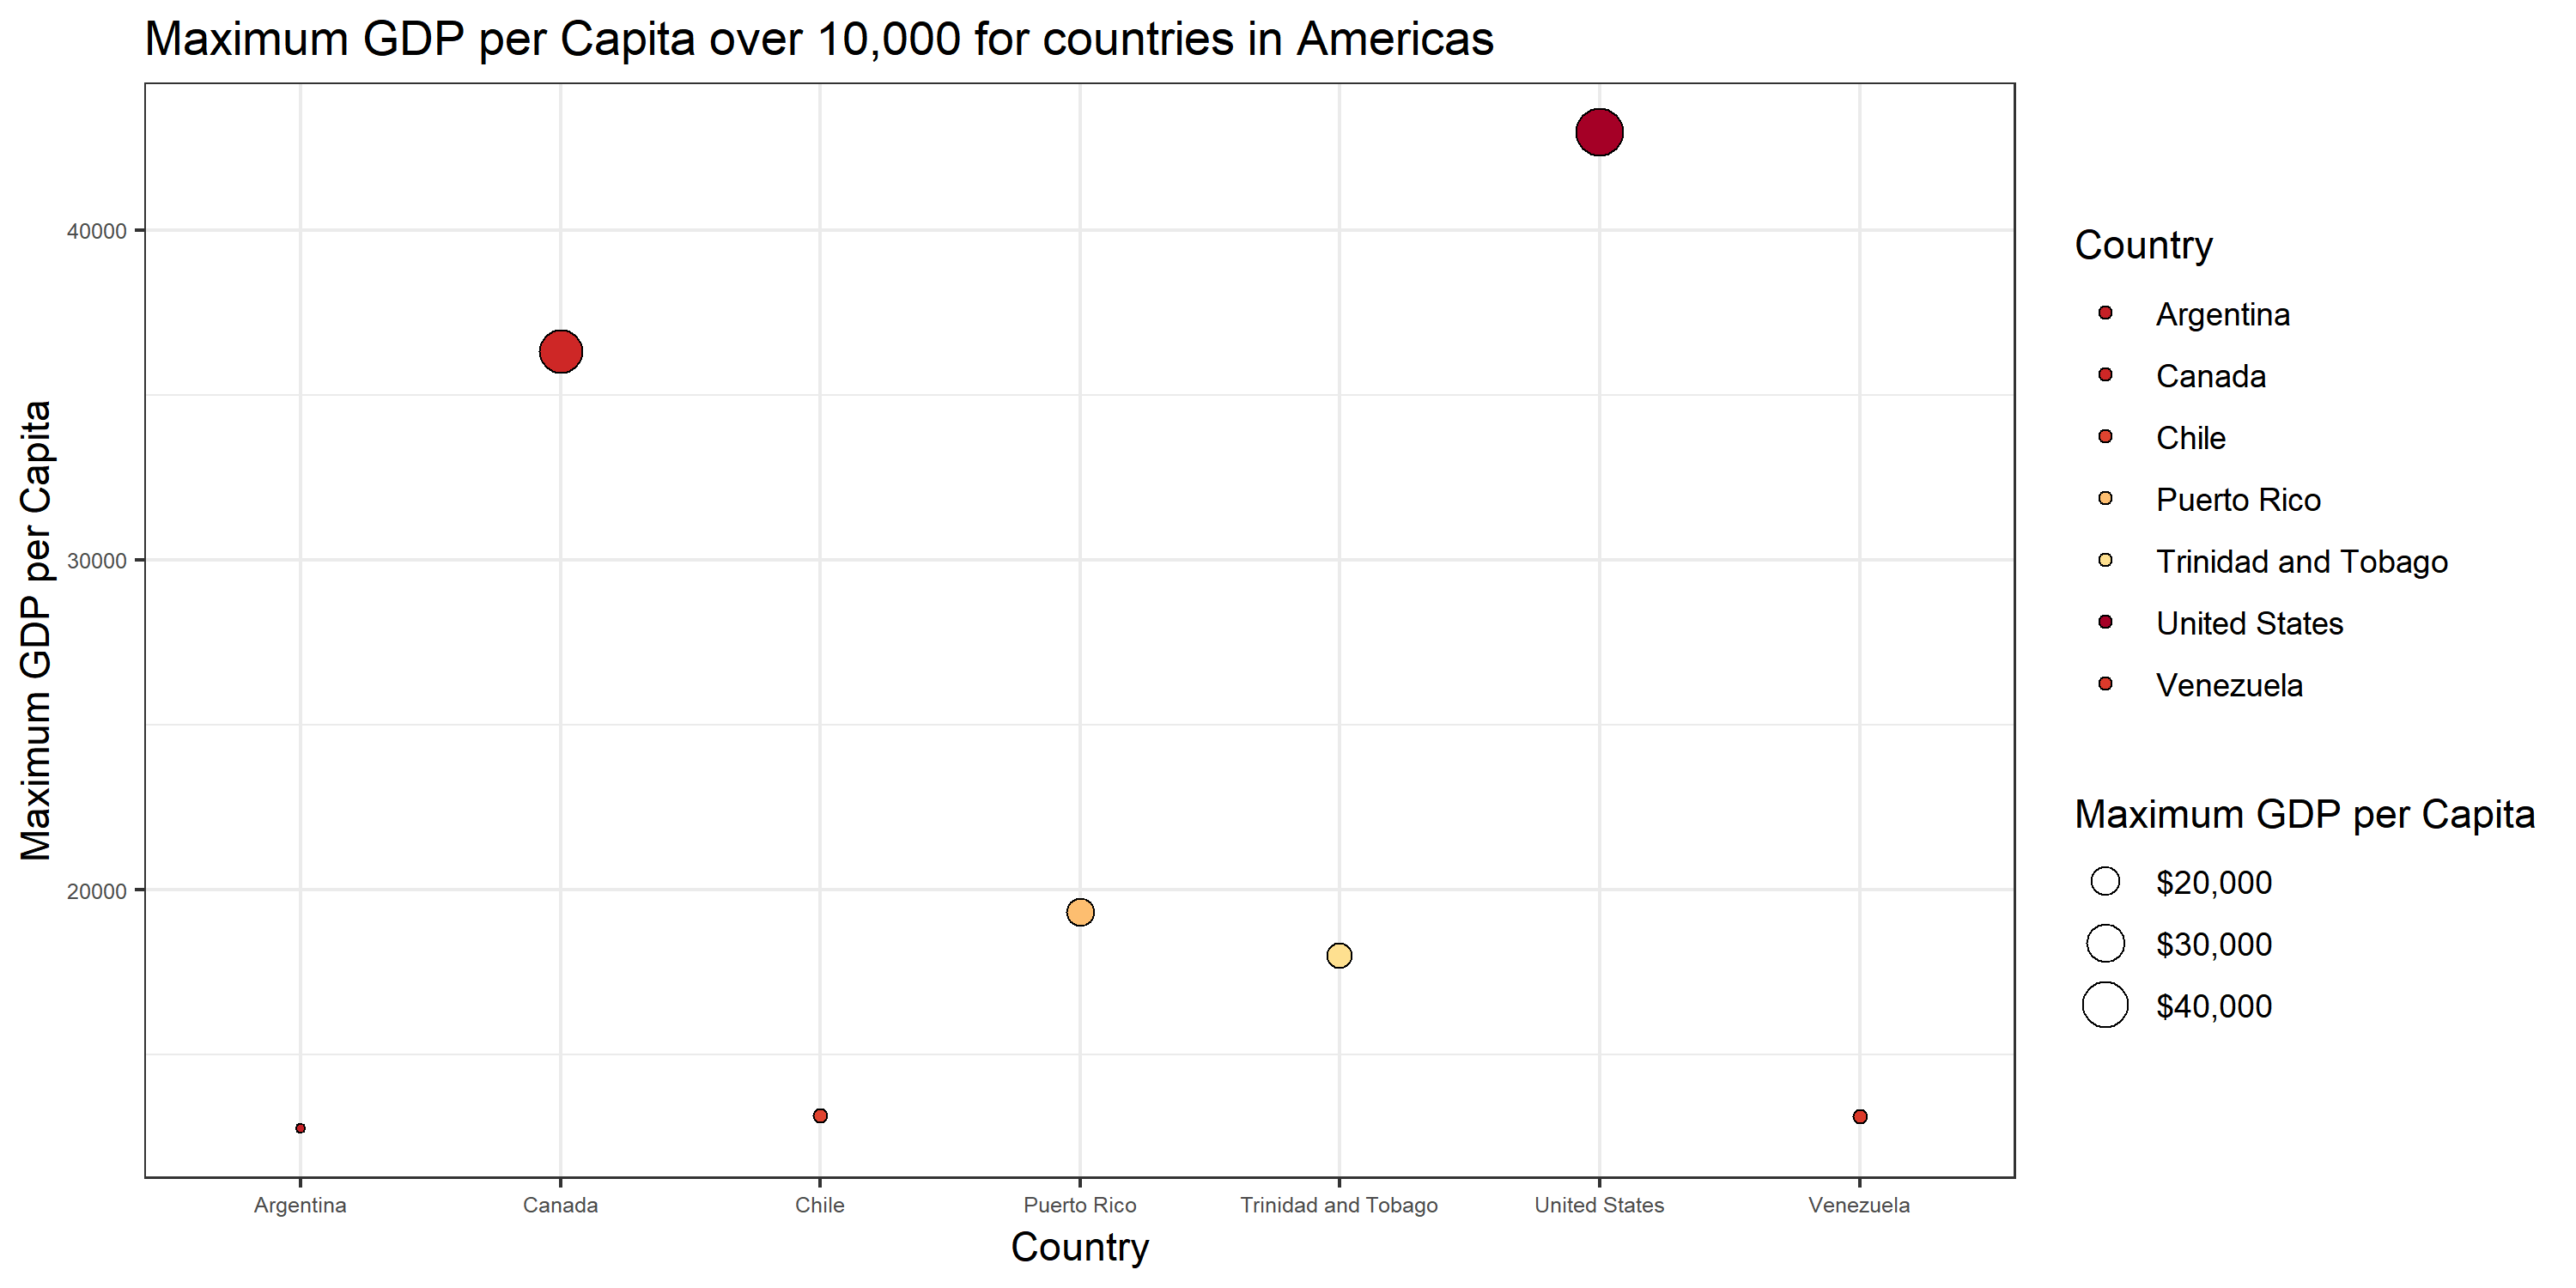 Maximum GDP per Capita over 10,000 for countries in Americas
Maximum GDP per Capita
40000
30000
20000
Argentina
Canada
Chile
Puerto Rico
Trinidad and Tobago
United States
Venezuela
Country
Country
Argentina
Canada
Chile
Puerto Rico
Trinidad and Tobago
United States
Venezuela
Maximum GDP per Capita
$20,000
$30,000
$40,000